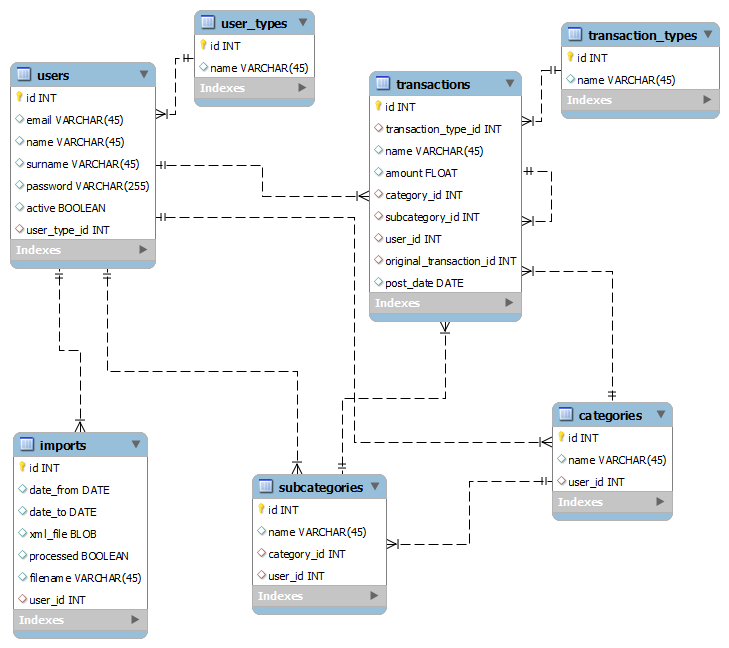 user_types
id INT
name VARCHAR(45)
Indexes
transaction_types
id INT
name VARCHAR(45)
Indexes
users
id INT
email VARCHAR(45)
name VARCHAR(45)
surname VARCHAR(45)
password VARCHAR(255)
active BOOLEAN
user_type_id INT
Indexes
transactions
id INT
transaction_type_id INT
name VARCHAR(45)
amount FLOAT
category_id INT
subcategory_id INT
user_id INT
original_transaction_id INT
post_date DATE
Indexes
categories
id INT
name VARCHAR(45)
user_id INT
Indexes
imports
id INT
date_from DATE
date_to DATE
xml_file BLOB
processed BOOLEAN
filename VARCHAR(45)
user_id INT
Indexes
subcategories
id INT
name VARCHAR(45)
category_id INT
user_id INT
Indexes